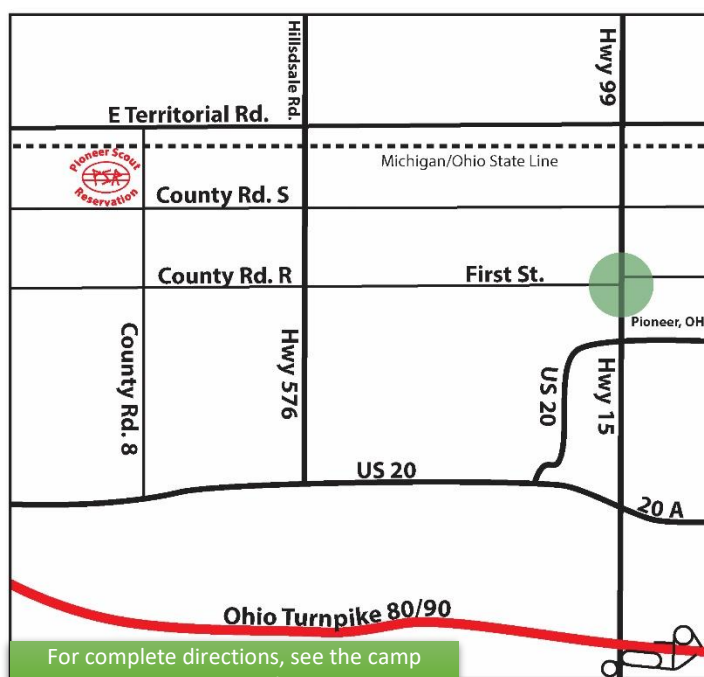 Hillsdsale Rd.
Hwy 99
E Territorial Rd.
Michigan/Ohio State Line
Pioneer Scout
PSR
Reservation
County Rd. S
County Rd. R
First St.
Pioneer, OH
County Rd. 8
Hwy 576
US 20
Hwy 15
US 20
20 A
Ohio Turnpike 80/90
For complete directions, see the camp